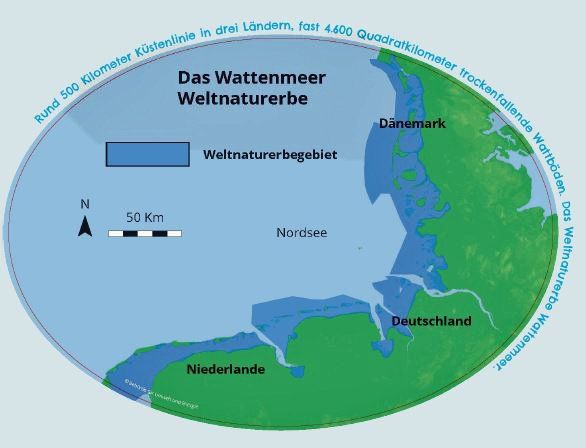 Rund 500 Kilometer Küstenlinie in drei Ländern, fast 4.600 Quadratkilometer trockenfallende Wattböden. Das Weltnaturerbe Wattenmeer.
Das Wattenmeer
Weltnaturerbe
Dänemark
Weltnaturerbegebiet
N
50 Km
Nordsee
Deutschland
Niederlande